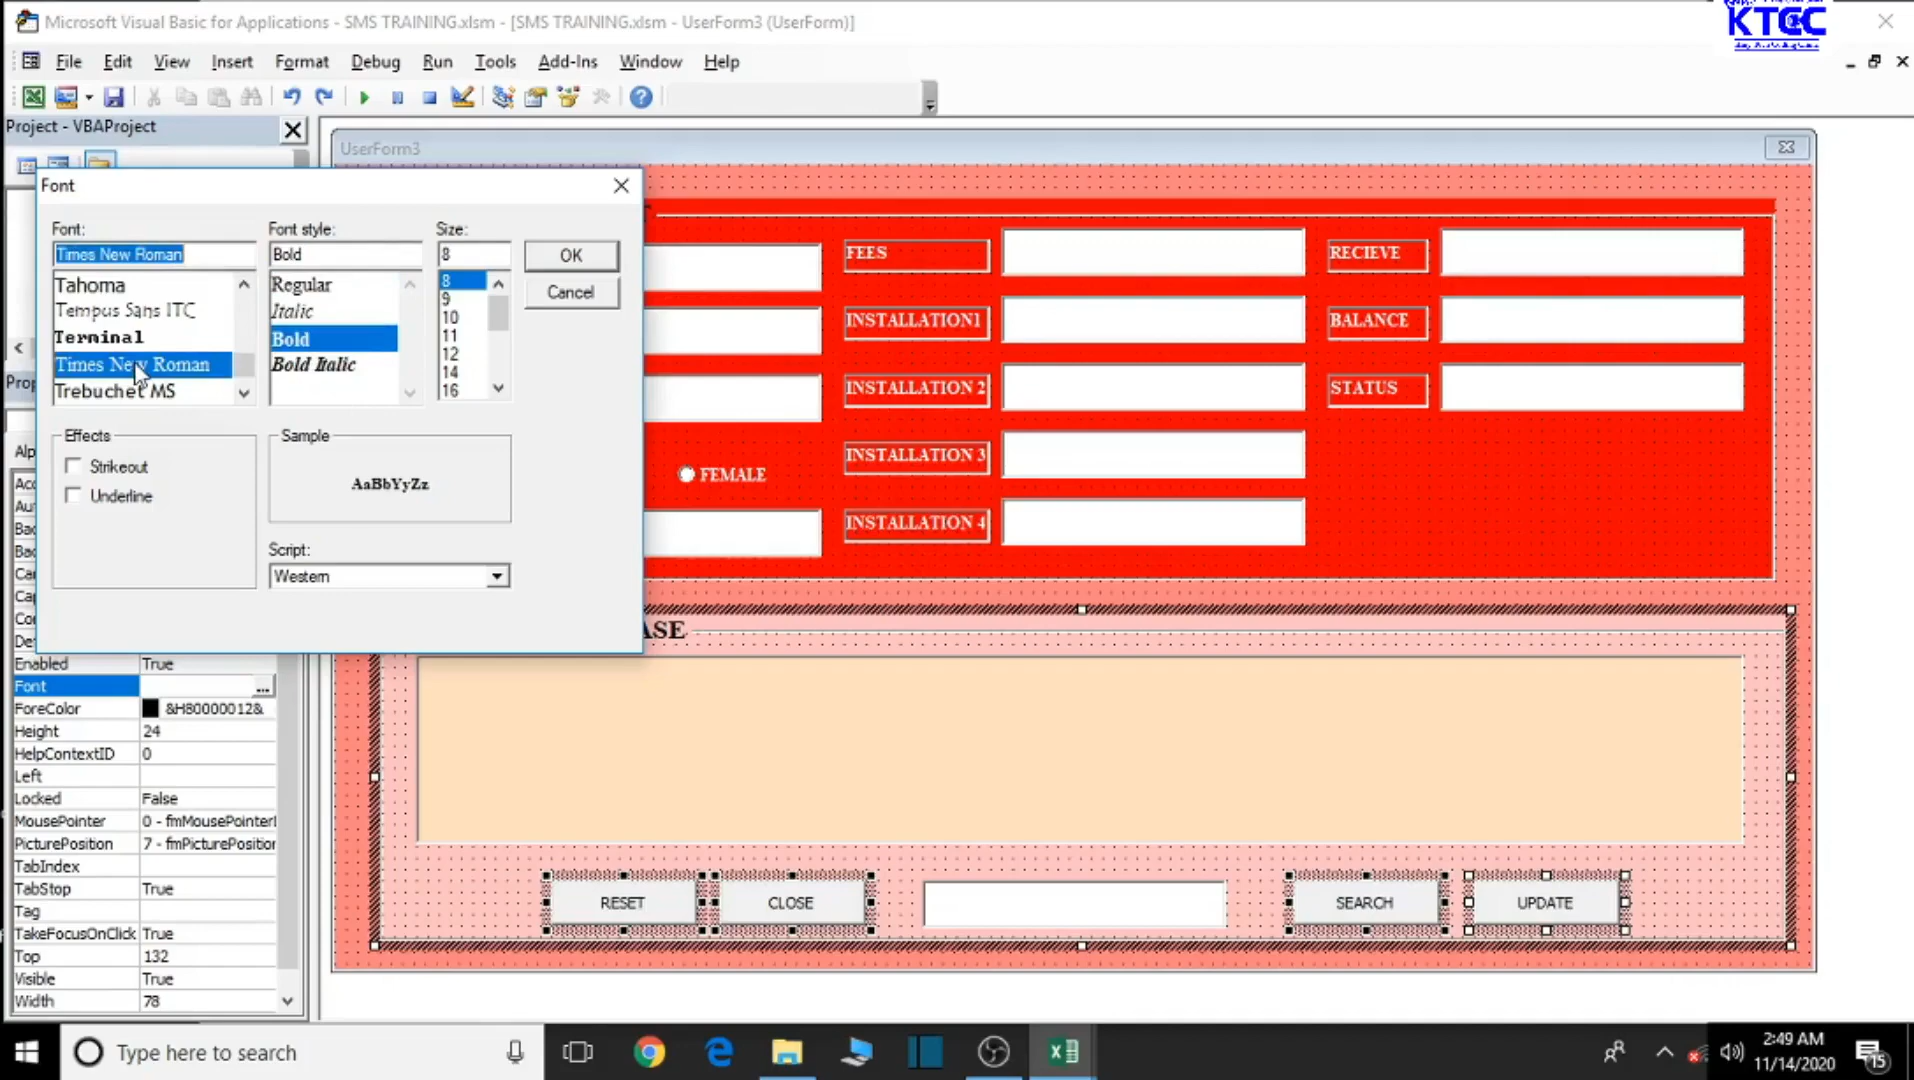 Microsoft Visual Basic for Applications - SMS TRAINING.xlsm - [SMS TRAINING.xlsm - UserForm3 (UserForm)]
KTCC
File Edit View Insert Format Debug Run Tools Add-Ins Window Help
Project - VBAProject
UserForm3
Font
Font: Font style: Size:
Times New Roman Bold 8 OK
Tahoma Regular 8 Cancel
Tempus Sans ITC Italic 9
Terminal Bold 10
Times New Roman Bold Italic 11
Trebuchet MS 12
14
16
Effects
Strikeout
Underline
Sample
AaBbYyZz
Script:
Western
FEES RECIEVE
INSTALLATION1 BALANCE
INSTALLATION 2 STATUS
INSTALLATION 3
FEMALE
INSTALLATION 4
ASE
Enabled True
Font ...
ForeColor &H80000012&
Height 24
HelpContextID 0
Left
Locked False
MousePointer 0 - fmMousePointer
PicturePosition 7 - fmPicturePosition
TabIndex
TabStop True
Tag
TakeFocusOnClick True
Top 132
Visible True
Width 78
RESET CLOSE SEARCH UPDATE
Type here to search
2:49 AM
11/14/2020
15